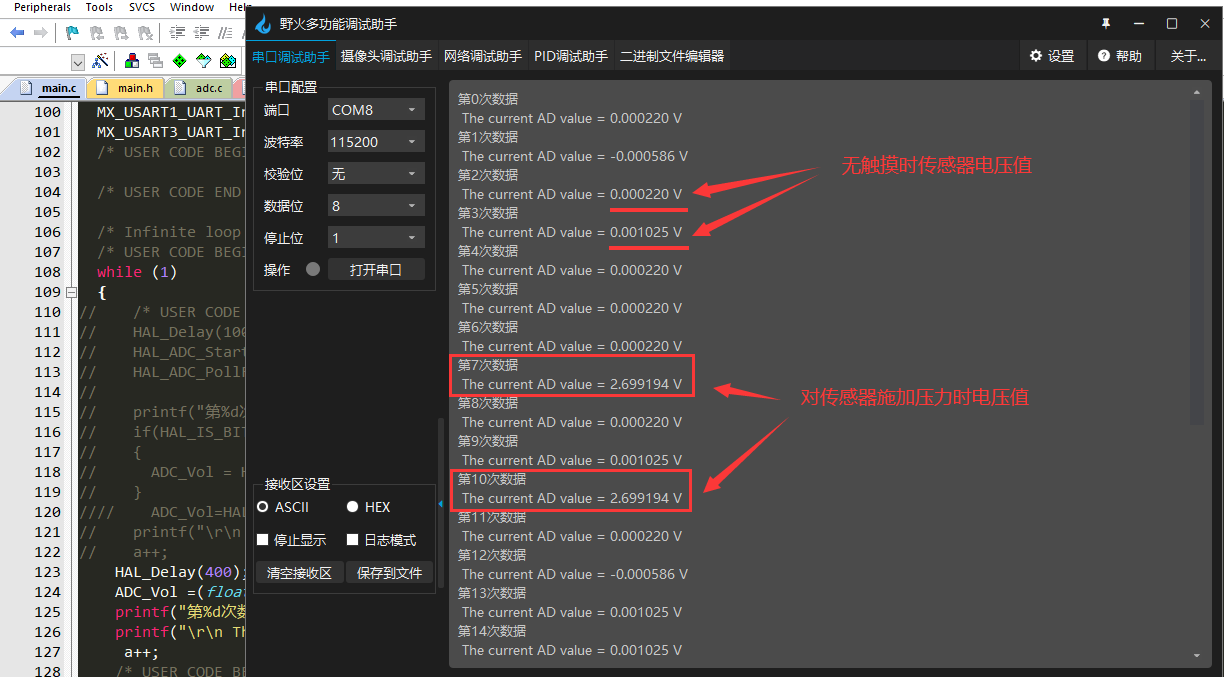 Peripherals Tools SVCS Window Help
main.c main.h adc.c
100 MX_USART1_UART_In
101 MX_USART3_UART_In
102 /* USER CODE BEGI
103
104 /* USER CODE END
105
106 /* Infinite loop
107 /* USER CODE BEGI
108 while (1)
109 {
110 // /* USER CODE
111 // HAL_Delay(100
112 // HAL_ADC_Start
113 // HAL_ADC_PollF
114 //
115 // printf("第%d次
116 // if(HAL_IS_BIT
117 // {
118 // ADC_Vol = H
119 // }
120 //// ADC_Vol=HAL
121 // printf("\r\n
122 // a++;
123 HAL_Delay(400);
124 ADC_Vol =(float
125 printf("第%d次数
126 printf("\r\n Th
127 a++;
128 /* USER CODE BE
野火多功能调试助手
串口调试助手 摄像头调试助手 网络调试助手 PID调试助手 二进制文件编辑器 设置 帮助 关于...
串口配置
端口 COM8
波特率 115200
校验位 无
数据位 8
停止位 1
操作 打开串口
接收区设置
ASCII HEX
停止显示 日志模式
清空接收区 保存到文件
第0次数据
The current AD value = 0.000220 V
第1次数据
The current AD value = -0.000586 V
第2次数据
The current AD value = 0.000220 V
第3次数据
The current AD value = 0.001025 V
第4次数据
The current AD value = 0.000220 V
第5次数据
The current AD value = 0.000220 V
第6次数据
The current AD value = 0.000220 V
第7次数据
The current AD value = 2.699194 V
第8次数据
The current AD value = 0.000220 V
第9次数据
The current AD value = 0.001025 V
第10次数据
The current AD value = 2.699194 V
第11次数据
The current AD value = 0.000220 V
第12次数据
The current AD value = -0.000586 V
第13次数据
The current AD value = 0.001025 V
第14次数据
The current AD value = 0.001025 V
无触摸时传感器电压值
对传感器施加压力时电压值